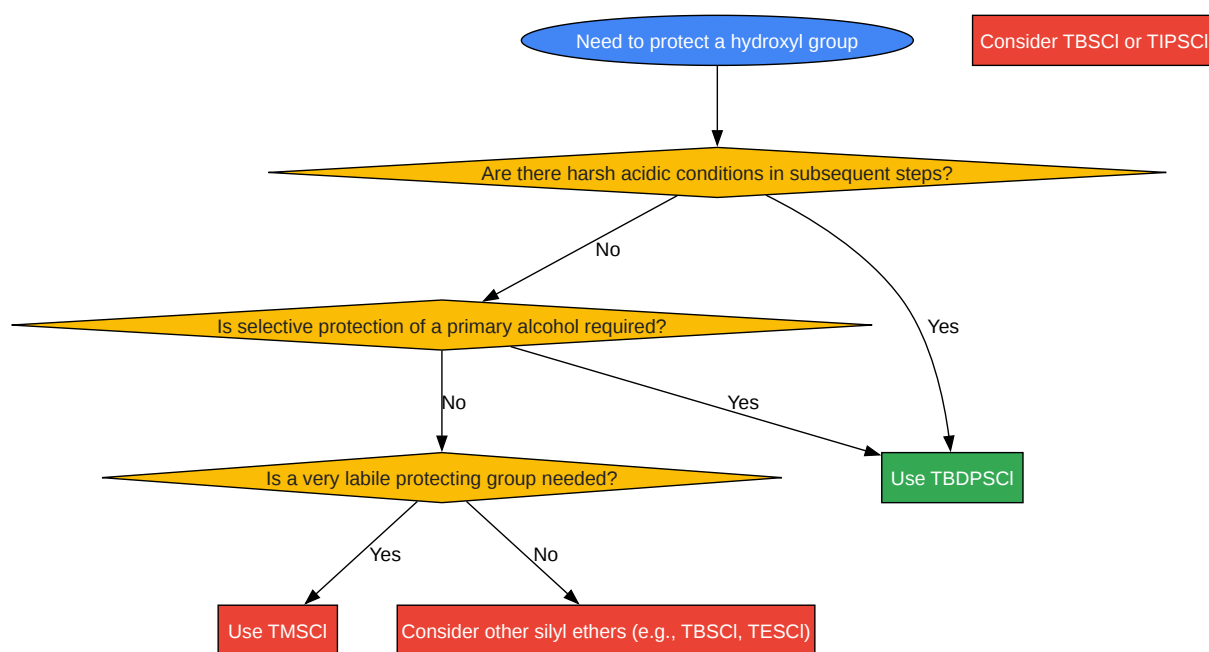 Need to protect a hydroxyl group
Consider TBSCl or TIPSCl
Are there harsh acidic conditions in subsequent steps?
No
Is selective protection of a primary alcohol required?
Yes
No
Yes
Is a very labile protecting group needed?
Use TBDPSCl
Yes
No
Use TMSCl
Consider other silyl ethers (e.g., TBSCl, TESCl)